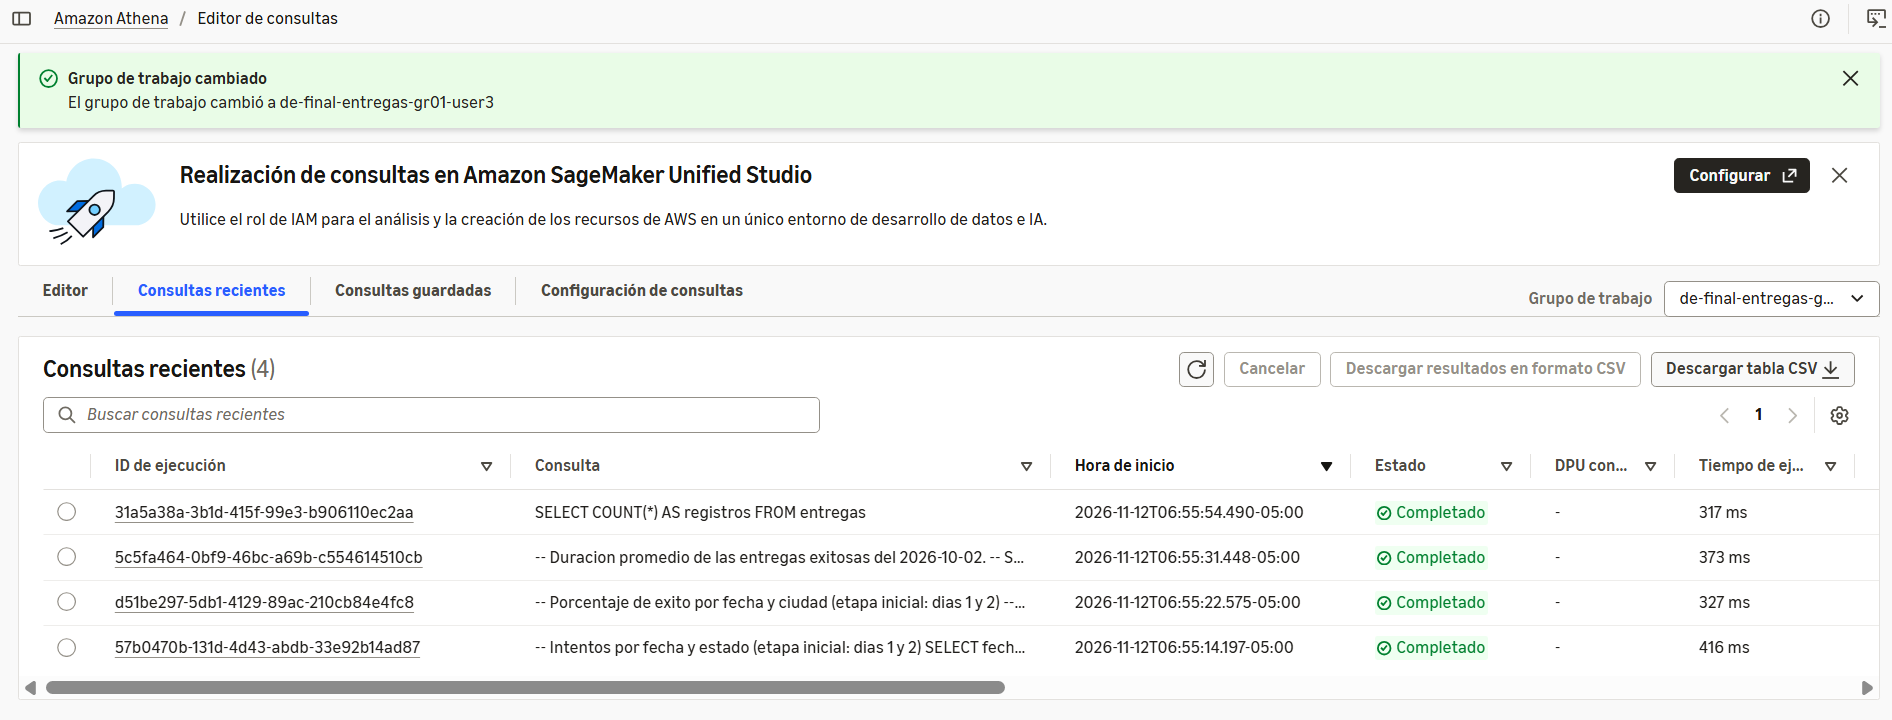 Amazon Athena / Editor de consultas
Grupo de trabajo cambiado
El grupo de trabajo cambió a de-final-entregas-gr01-user3
Realización de consultas en Amazon SageMaker Unified Studio
Configurar
Utilice el rol de IAM para el análisis y la creación de los recursos de AWS en un único entorno de desarrollo de datos e IA.
Editor Consultas recientes Consultas guardadas Configuración de consultas
Grupo de trabajo de-final-entregas-g...
Consultas recientes (4)
Cancelar Descargar resultados en formato CSV Descargar tabla CSV
Buscar consultas recientes
1
ID de ejecución Consulta Hora de inicio Estado DPU con... Tiempo de ej...
31a5a38a-3b1d-415f-99e3-b906110ec2aa SELECT COUNT(*) AS registros FROM entregas 2026-11-12T06:55:54.490-05:00 Completado - 317 ms
5c5fa464-0bf9-46bc-a69b-c554614510cb -- Duracion promedio de las entregas exitosas del 2026-10-02. -- S... 2026-11-12T06:55:31.448-05:00 Completado - 373 ms
d51be297-5db1-4129-89ac-210cb84e4fc8 -- Porcentaje de exito por fecha y ciudad (etapa inicial: dias 1 y 2) --... 2026-11-12T06:55:22.575-05:00 Completado - 327 ms
57b0470b-131d-4d43-abdb-33e92b14ad87 -- Intentos por fecha y estado (etapa inicial: dias 1 y 2) SELECT fech... 2026-11-12T06:55:14.197-05:00 Completado - 416 ms